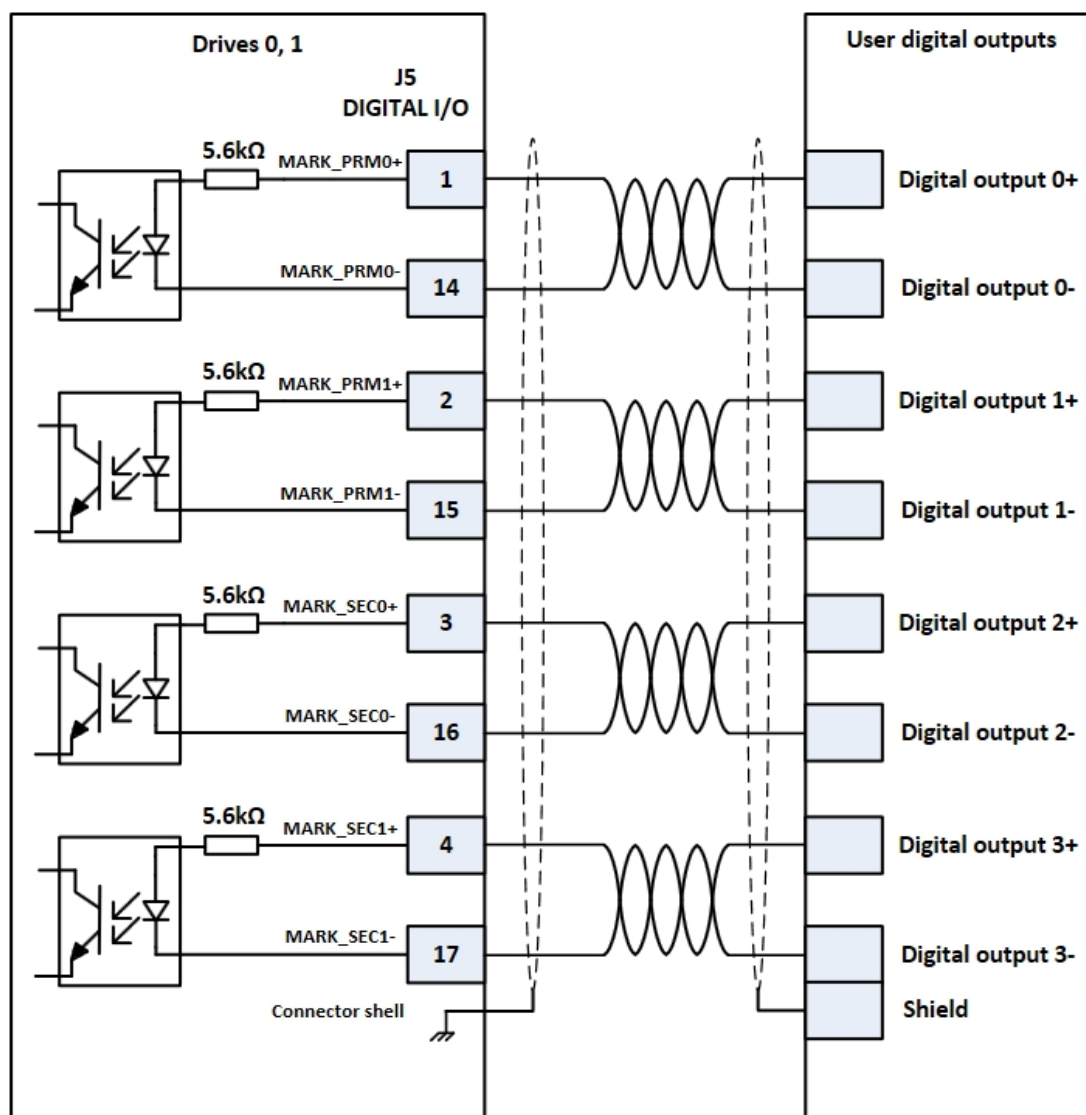 Drives 0, 1
User digital outputs
J5
DIGITAL I/O
5.6kΩ
MARK_PRM0+
1
Digital output 0+
MARK_PRM0-
14
Digital output 0-
5.6kΩ
MARK_PRM1+
2
Digital output 1+
MARK_PRM1-
15
Digital output 1-
5.6kΩ
MARK_SEC0+
3
Digital output 2+
MARK_SEC0-
16
Digital output 2-
5.6kΩ
MARK_SEC1+
4
Digital output 3+
MARK_SEC1-
17
Digital output 3-
Connector shell
Shield